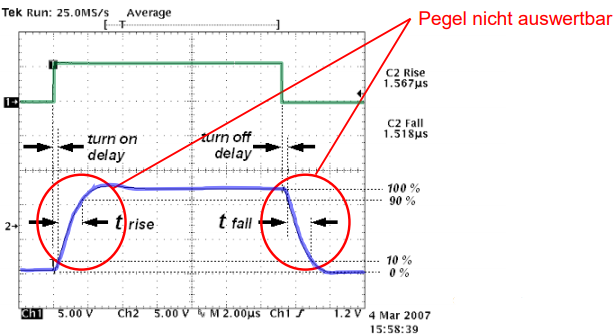 Pegel nicht auswertbar
Tek Run: 25.0MS/s Average
[ T ]
C2 Rise
1.567µs
1
C2 Fall
1.518µs
turn on
delay
turn off
delay
100 %
90 %
2
t rise
t fall
10 %
0 %
Ch1 5.00 V Ch2 5.00 V M 2.00µs Ch1 1.2 V
4 Mar 2007
15:58:39